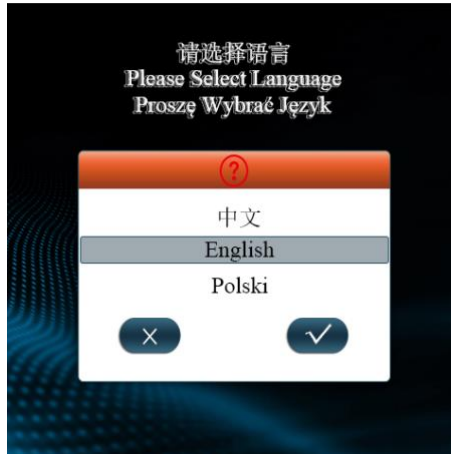 请选择语言
Please Select Language
Proszę Wybrać Język
?
中文
English
Polski